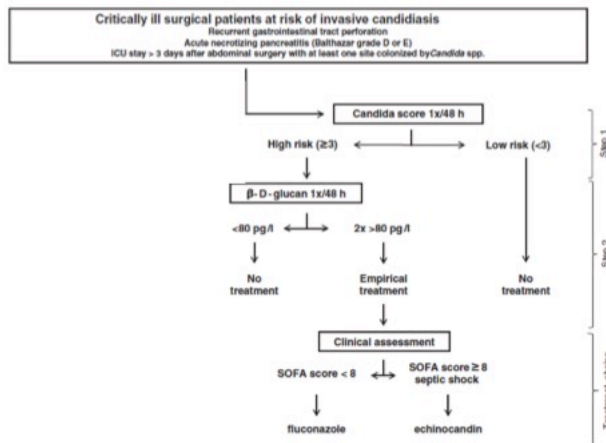 Critically ill surgical patients at risk of invasive candidiasis
Recurrent gastrointestinal tract perforation
Acute necrotizing pancreatitis (Balthazar grade D or E)
ICU stay > 3 days after abdominal surgery with at least one site colonized byCandida spp.
Candida score 1x/48 h
High risk (≥3)
Low risk (<3)
Step 1
β-D-glucan 1x/48 h
<80 pg/l
2x >80 pg/l
Step 2
No
treatment
Empirical
treatment
No
treatment
Clinical assessment
SOFA score < 8
SOFA score ≥ 8
septic shock
fluconazole
echinocandin